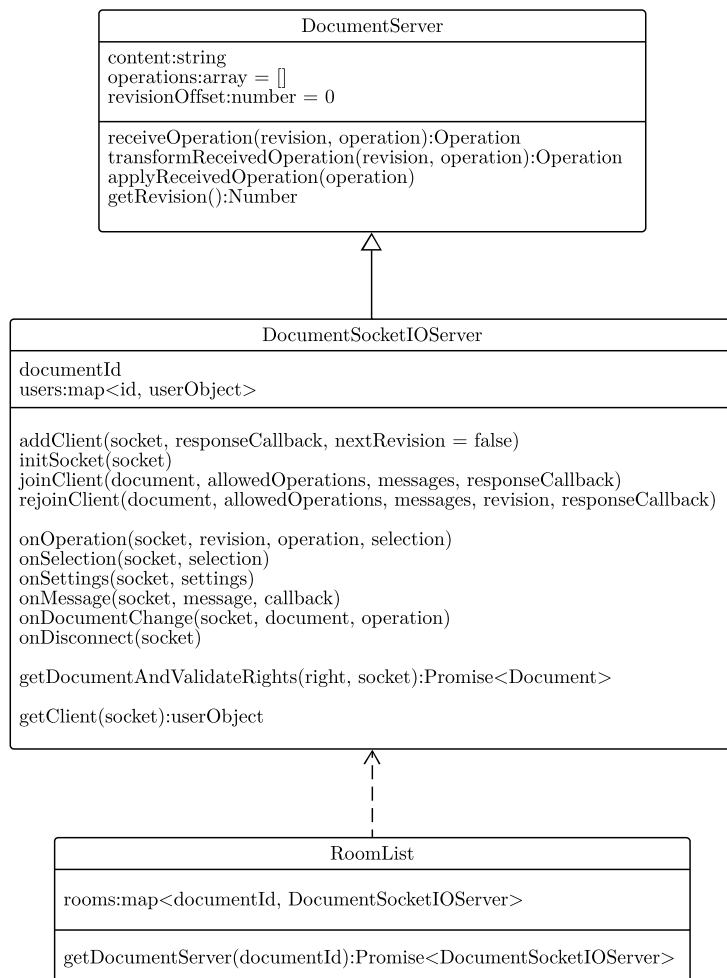 DocumentServer
content:string
operations:array = []
revisionOffset:number = 0
receiveOperation(revision, operation):Operation
transformReceivedOperation(revision, operation):Operation
applyReceivedOperation(operation)
getRevision():Number
DocumentSocketIOServer
documentId
users:map<id, userObject>
addClient(socket, responseCallback, nextRevision = false)
initSocket(socket)
joinClient(document, allowedOperations, messages, responseCallback)
rejoinClient(document, allowedOperations, messages, revision, responseCallback)
onOperation(socket, revision, operation, selection)
onSelection(socket, selection)
onSettings(socket, settings)
onMessage(socket, message, callback)
onDocumentChange(socket, document, operation)
onDisconnect(socket)
getDocumentAndValidateRights(right, socket):Promise<Document>
getClient(socket):userObject
RoomList
rooms:map<documentId, DocumentSocketIOServer>
getDocumentServer(documentId):Promise<DocumentSocketIOServer>